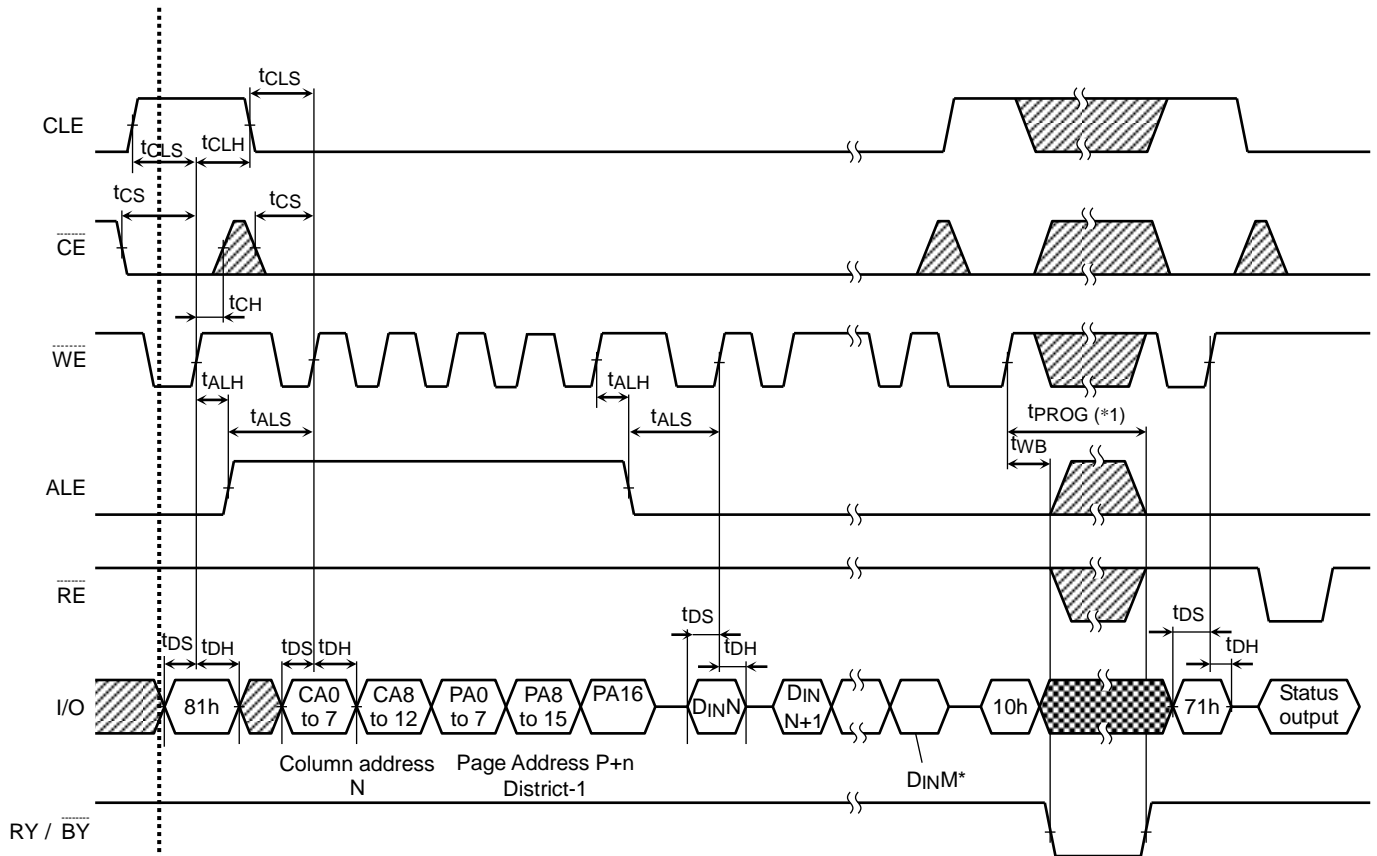 tCLS
CLE
tCLS tCLH
tCS tCS
CE
tCH
WE
tALH tALH
tALS tALS tPROG (*1)
tWB
ALE
RE
tDS tDH tDS tDH tDS tDH tDS tDH
I/O 81h CA0 to 7 CA8 to 12 PA0 to 7 PA8 to 15 PA16 DINN DIN N+1 10h 71h Status output
Column address N Page Address P+n District-1 DINM*
RY / BY